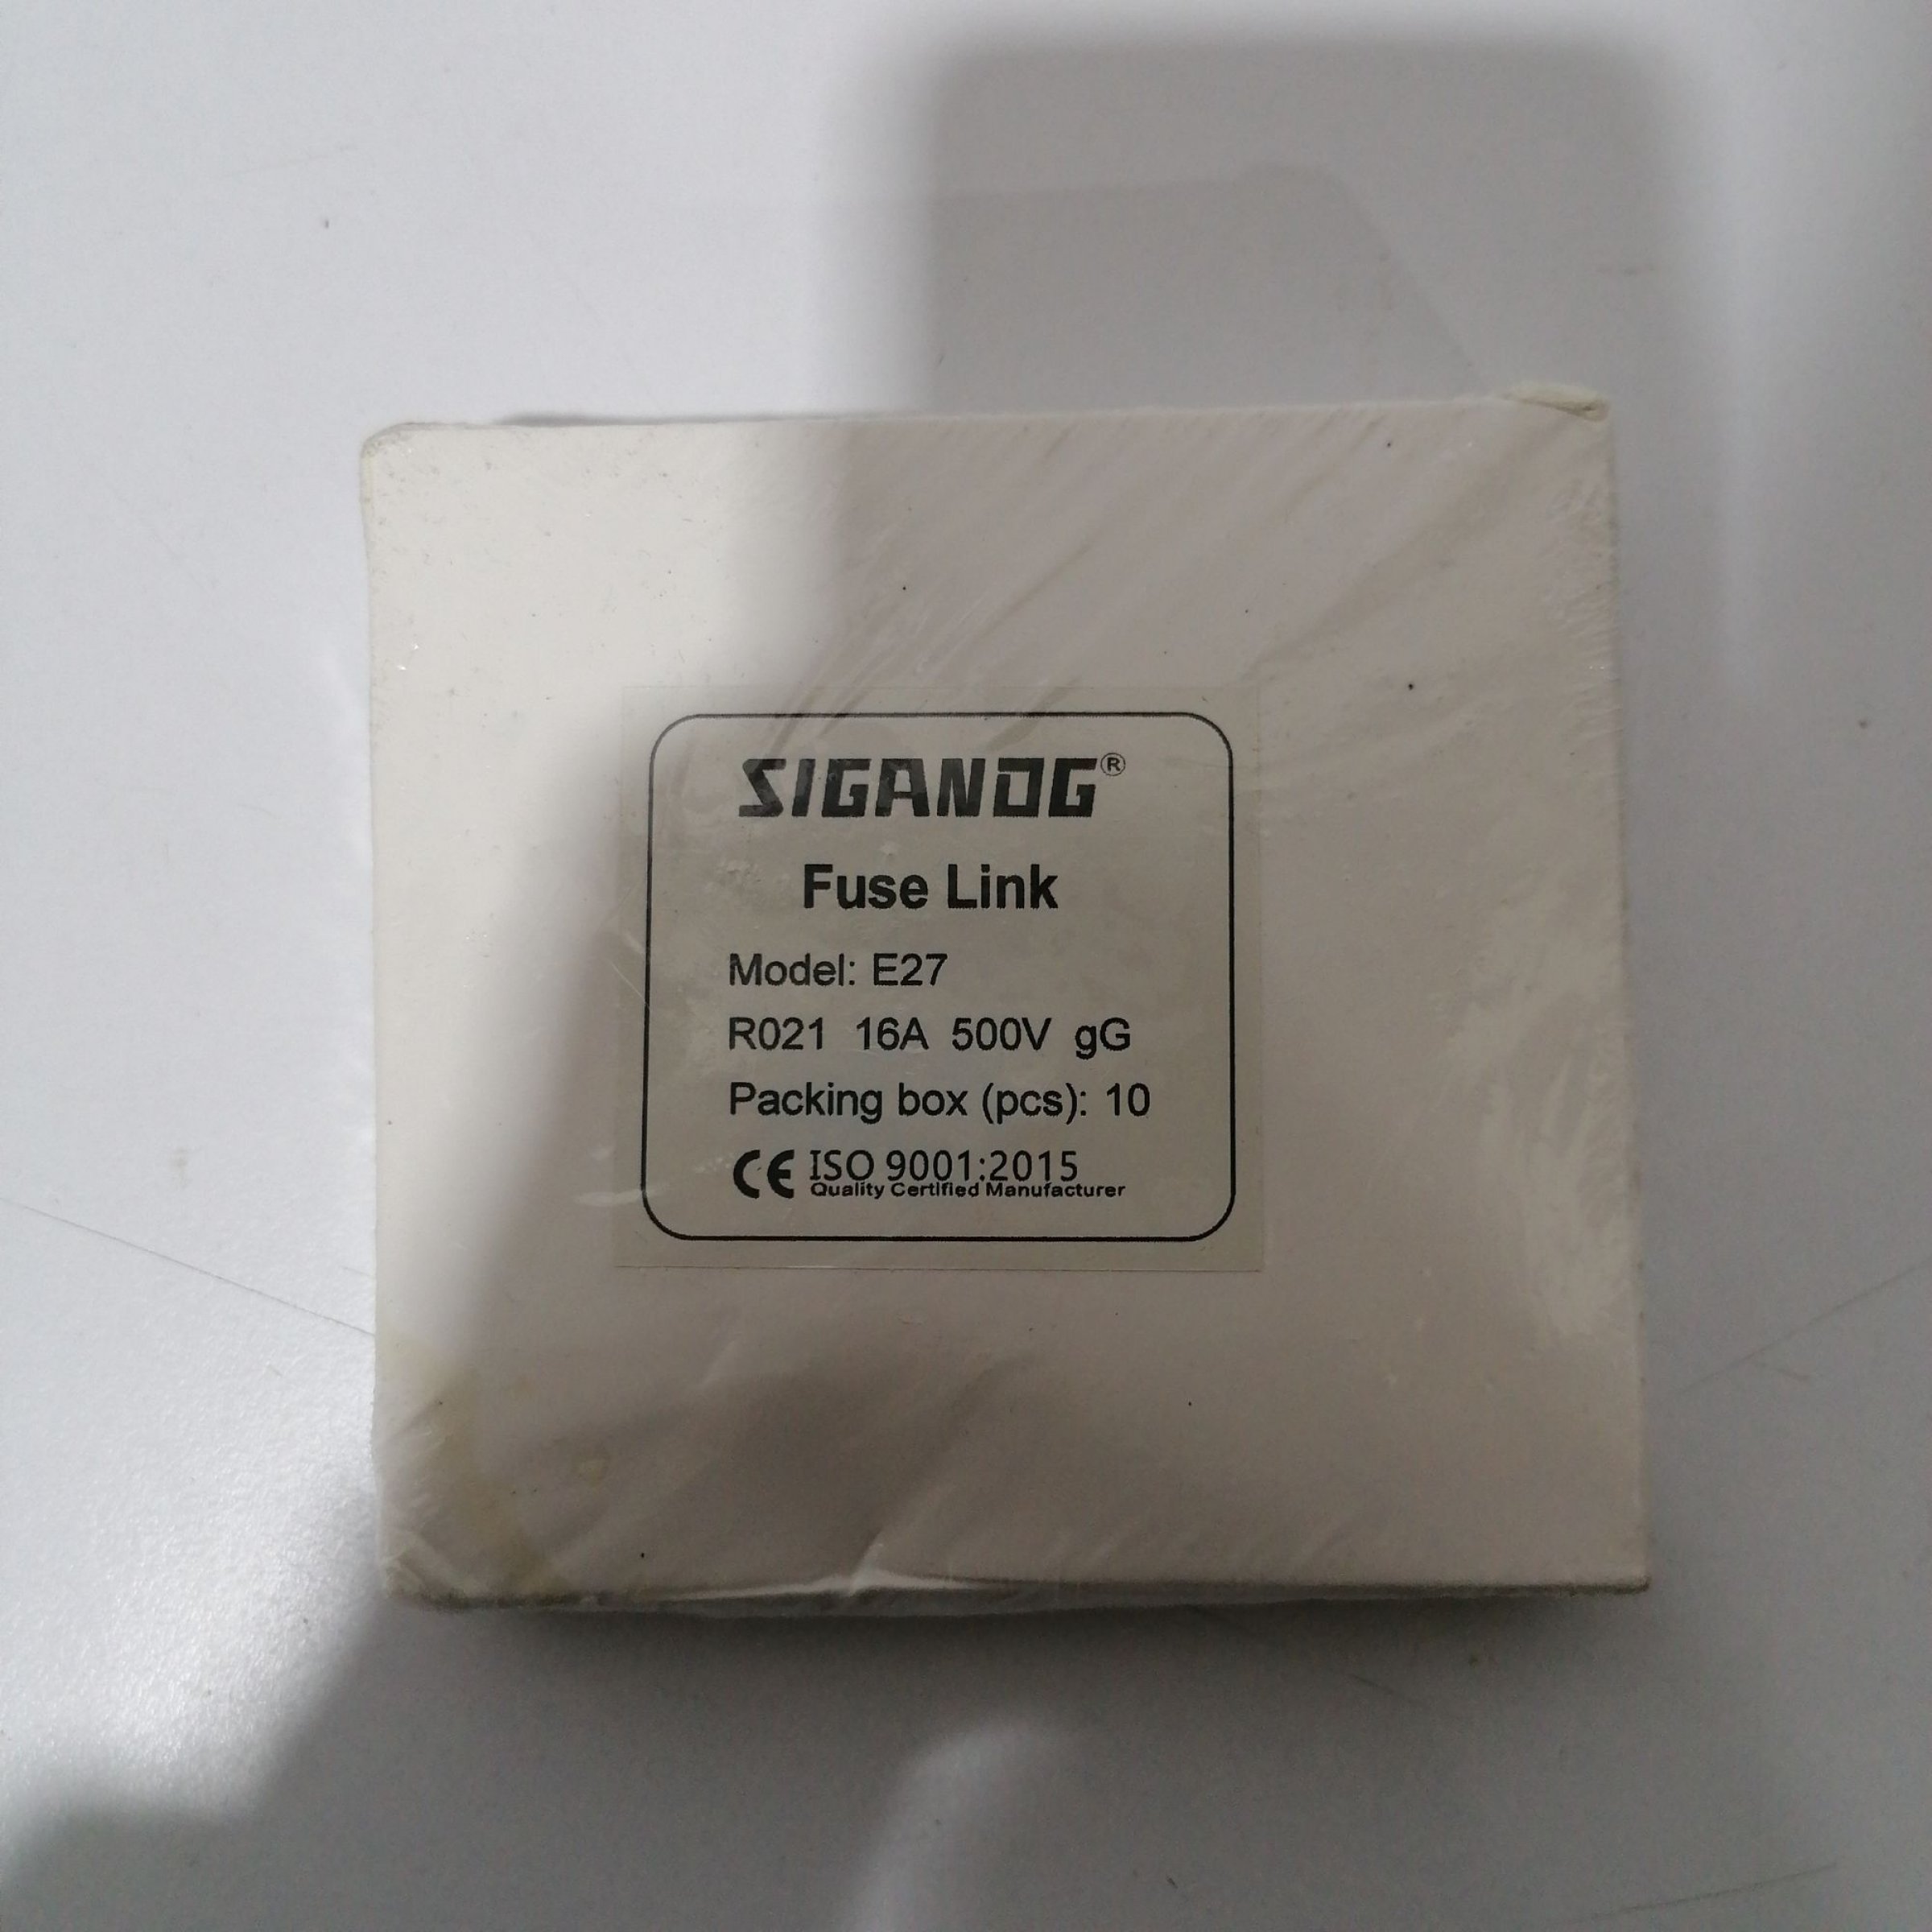 SIGANOG®
Fuse Link
Model: E27
R021 16A 500V gG
Packing box (pcs): 10
CE ISO 9001:2015
Quality Certified Manufacturer